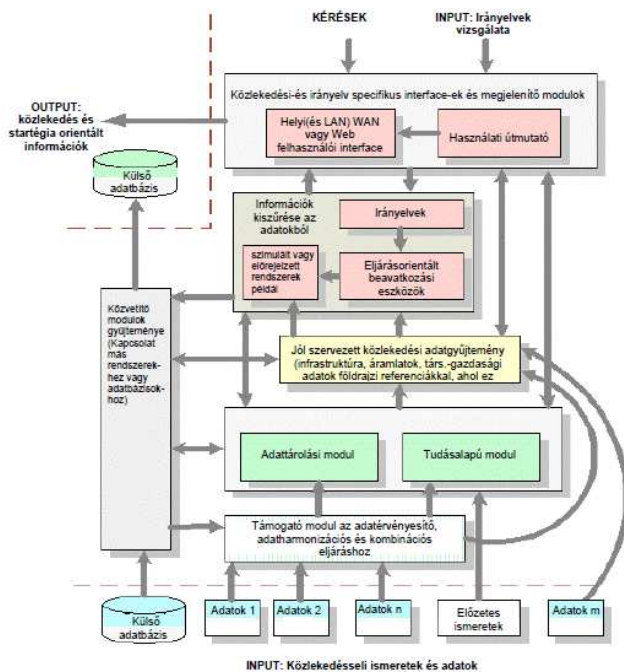 KÉRÉSEK
INPUT: Irányelvek
vizsgálata
Közlekedési-és irányelv specifikus interface-ek és megjelenítő modulok
OUTPUT:
közlekedés és
startégia orientált
információk
Helyi(és LAN) WAN
vagy Web
felhasználói interface
Használati útmutató
Külső
adatbázis
Információk
kiszűrése az
adatokból
Irányelvek
szimulált vagy
előrejelzett
rendszerek
példái
Eljárásorientált
beavatkozási
eszközök
Közvetítő
modulok
gyűjteménye
(Kapcsolat
más
rendszerek-
hez vagy
adatbázisok-
hoz)
Jól szervezett közlekedési adatgyűjtemény
(infrastruktúra, áramlatok, társ.-gazdasági
adatok földrajzi referenciákkal, ahol ez
Adattárolási modul
Tudásalapú modul
Támogató modul az adatérvényesítő,
adatharmonizációs és kombinációs
eljáráshoz
Külső
adatbázis
Adatok 1
Adatok 2
Adatok n
Előzetes
ismeretek
Adatok m
INPUT: Közlekedésseli ismeretek és adatok